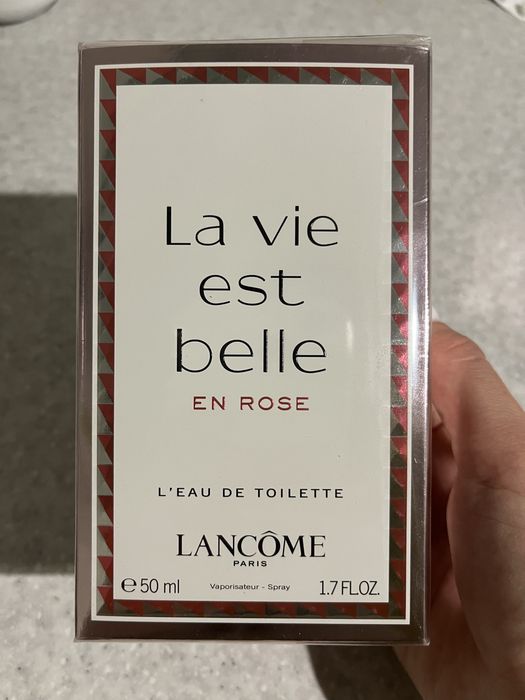 La vie
est
belle
EN ROSE
L'EAU DE TOILETTE
LANCÔME
PARIS
e 50 ml Vaporisateur - Spray 1.7 FL.OZ.